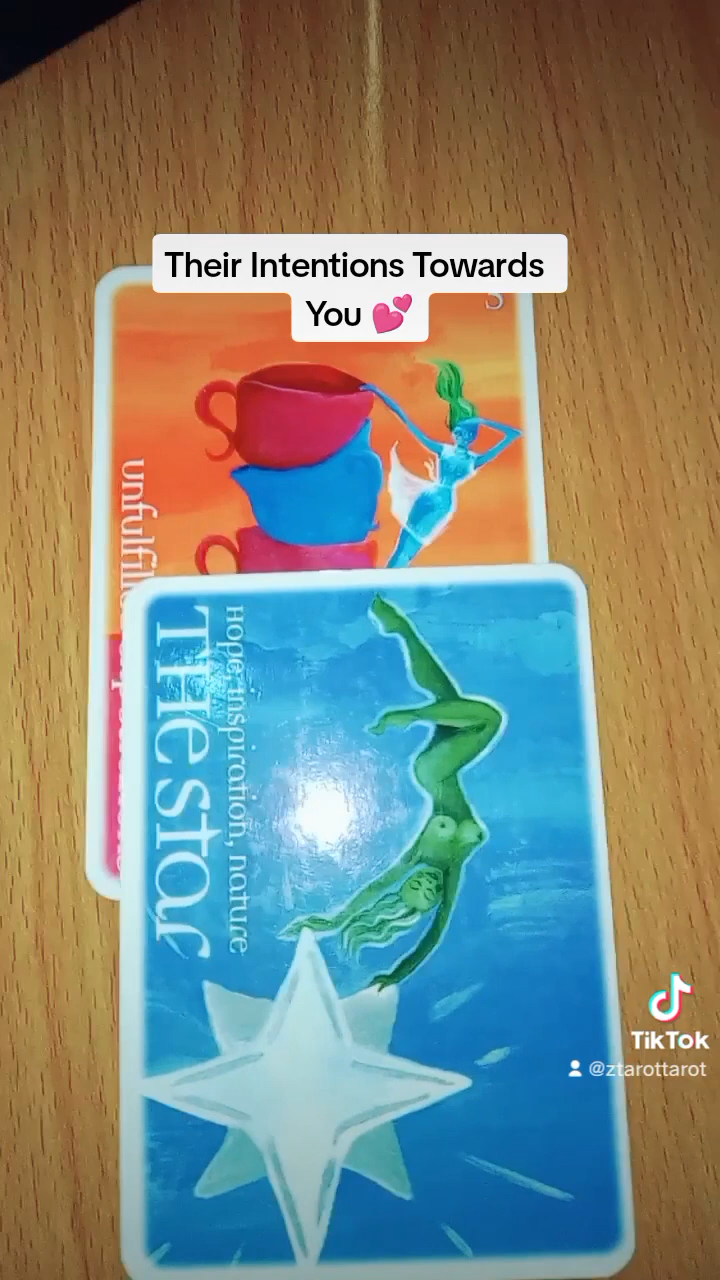 Their Intentions Towards
You 💕
THE star
Hope, inspiration, nature
TikTok
@ztarottarot